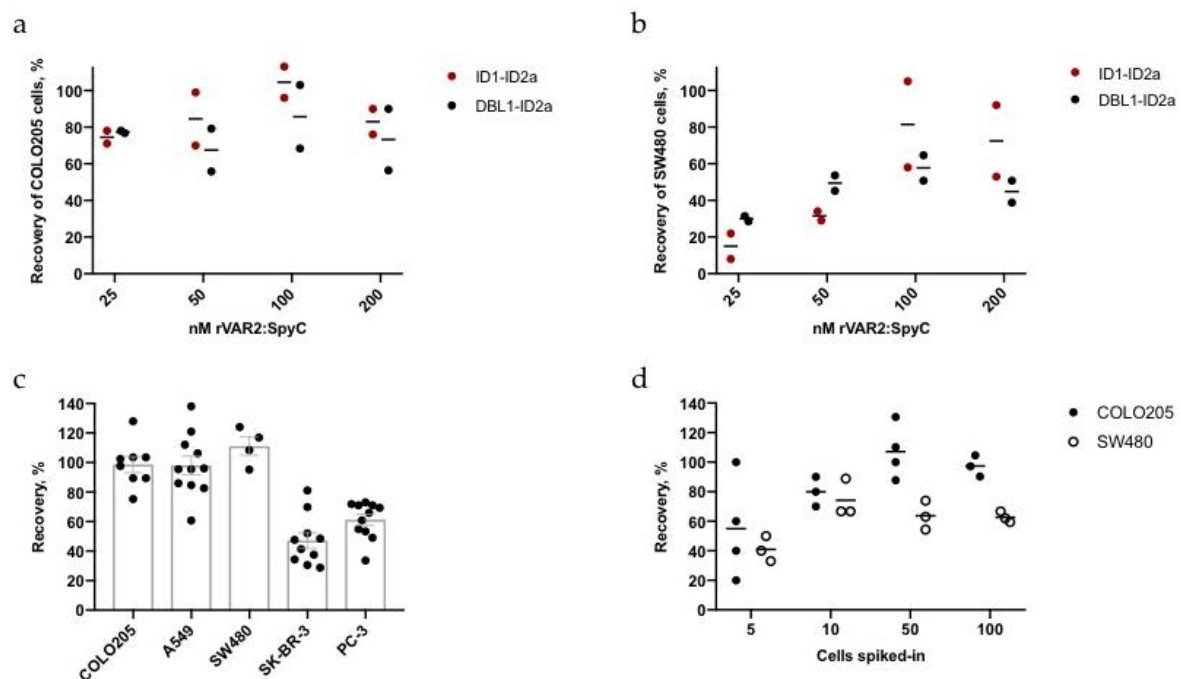 a
Recovery of COLO205 cells, %
100
80
60
40
20
0
25
50
100
200
nM rVAR2:SpyC
ID1-ID2a
DBL1-ID2a
b
Recovery of SW480 cells, %
100
80
60
40
20
0
25
50
100
200
nM rVAR2:SpyC
ID1-ID2a
DBL1-ID2a
c
Recovery, %
140
120
100
80
60
40
20
0
COLO205
A549
SW480
SK-BR-3
PC-3
d
Recovery, %
140
120
100
80
60
40
20
0
5
10
50
100
Cells spiked-in
COLO205
SW480